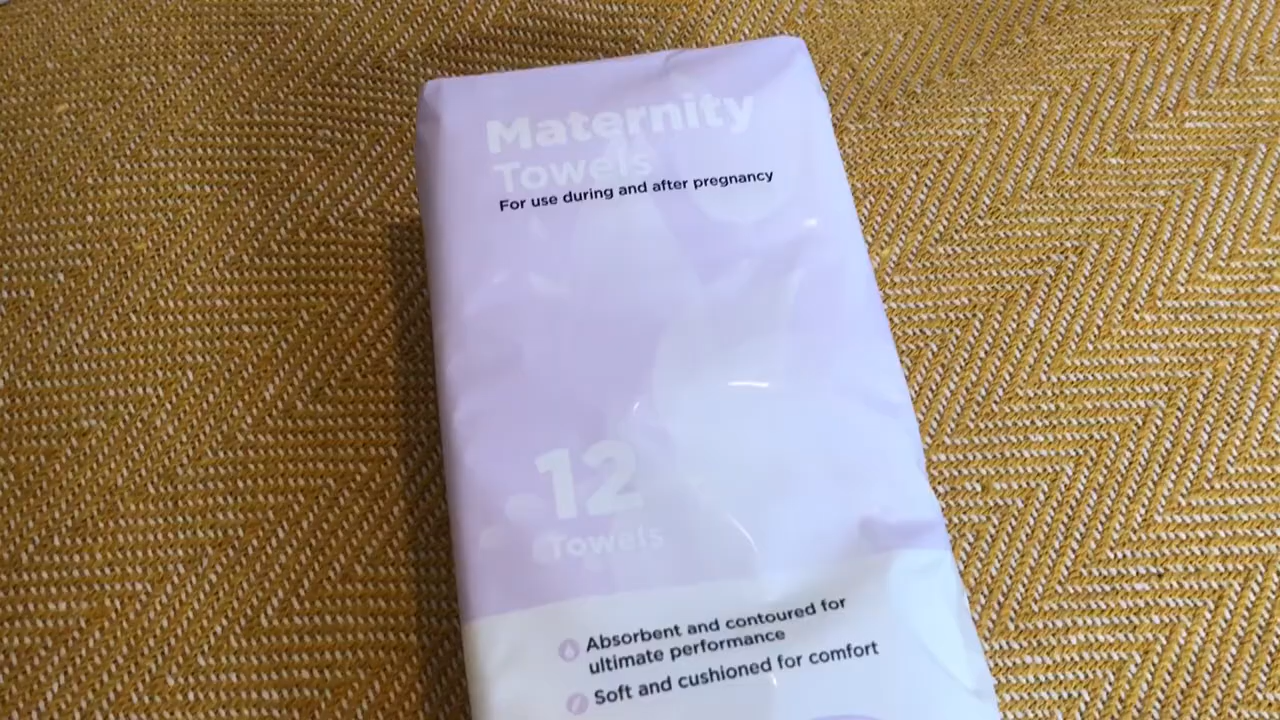 Maternity
Towels
For use during and after pregnancy
12
Towels
Absorbent and contoured for
ultimate performance
Soft and cushioned for comfort